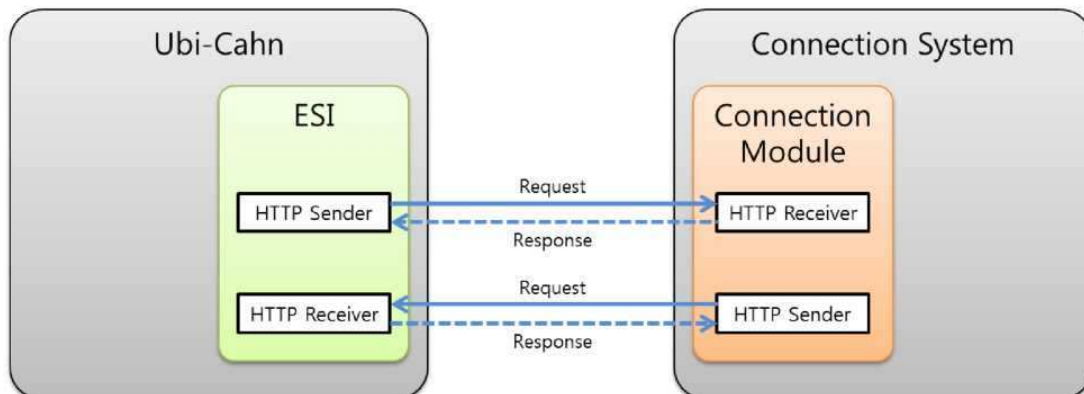 Ubi-Cahn
ESI
HTTP Sender
HTTP Receiver
Request
Response
Request
Response
Connection System
Connection
Module
HTTP Receiver
HTTP Sender